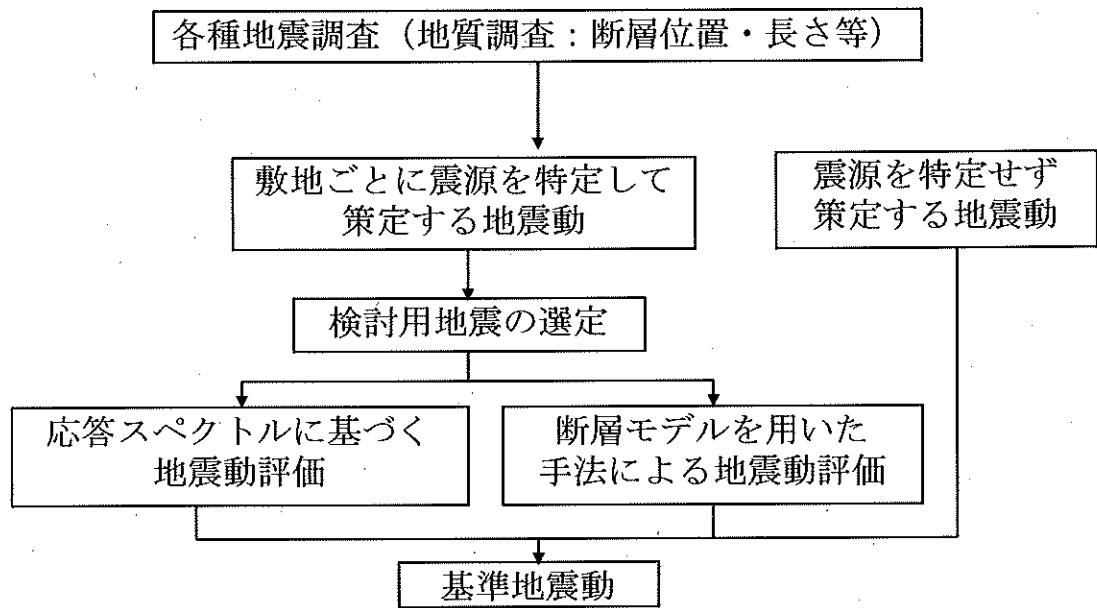 各種地震調査（地質調査：断層位置・長さ等）
敷地ごとに震源を特定して
策定する地震動
震源を特定せず
策定する地震動
検討用地震の選定
応答スペクトルに基づく
地震動評価
断層モデルを用いた
手法による地震動評価
基準地震動